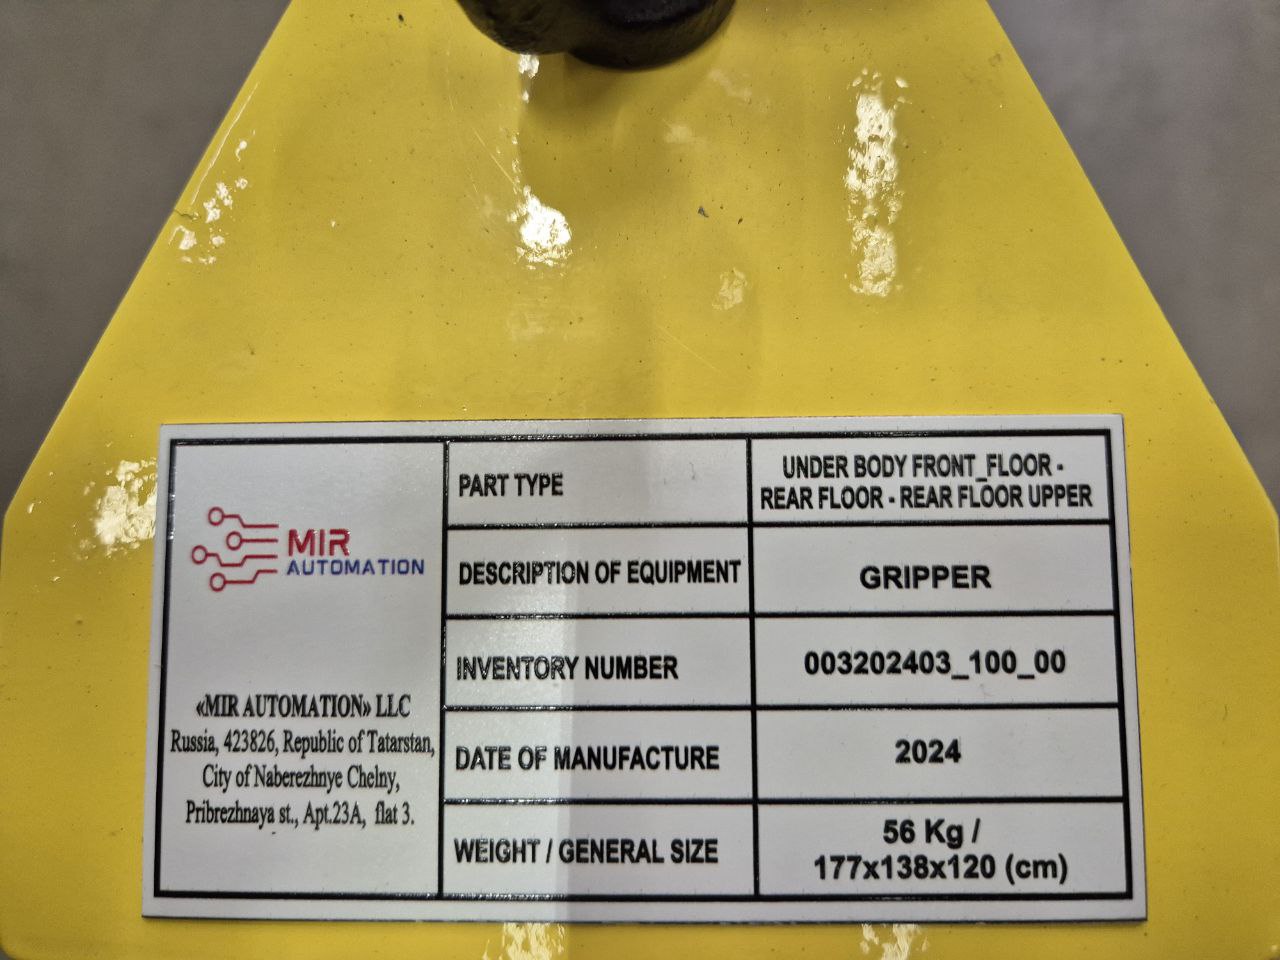 MIR
AUTOMATION
«MIR AUTOMATION» LLC
Russia, 423826, Republic of Tatarstan,
City of Naberezhnye Chelny,
Pribrezhnaya st., Apt.23A, flat 3.
PART TYPE
UNDER BODY FRONT_FLOOR -
REAR FLOOR - REAR FLOOR UPPER
DESCRIPTION OF EQUIPMENT
GRIPPER
INVENTORY NUMBER
003202403_100_00
DATE OF MANUFACTURE
2024
WEIGHT / GENERAL SIZE
56 Kg /
177x138x120 (cm)